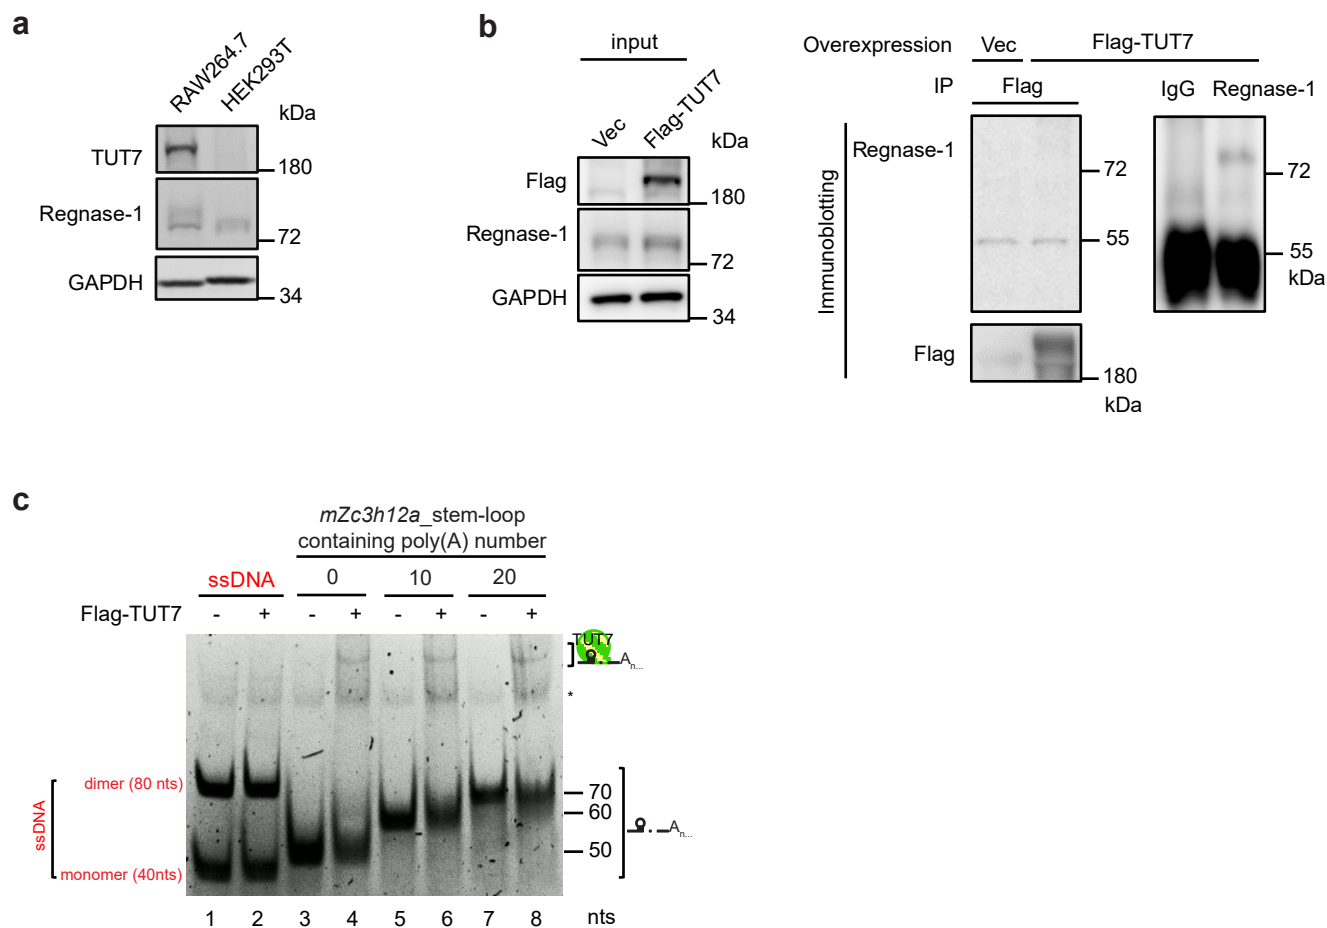 a
RAW264.7
HEK293T
kDa
TUT7
180
Regnase-1
72
GAPDH
34
b
input
Vec
Flag-TUT7
kDa
Flag
180
Regnase-1
72
GAPDH
34
Overexpression Vec Flag-TUT7
IP Flag IgG Regnase-1
Immunoblotting
Regnase-1
72
55
72
55
kDa
Flag
180
kDa
c
mZc3h12a_stem-loop
containing poly(A) number
ssDNA 0 10 20
Flag-TUT7 - + - + - + - +
TUT7
An...
*
ssDNA
dimer (80 nts)
monomer (40nts)
70
60
50
An...
1 2 3 4 5 6 7 8 nts